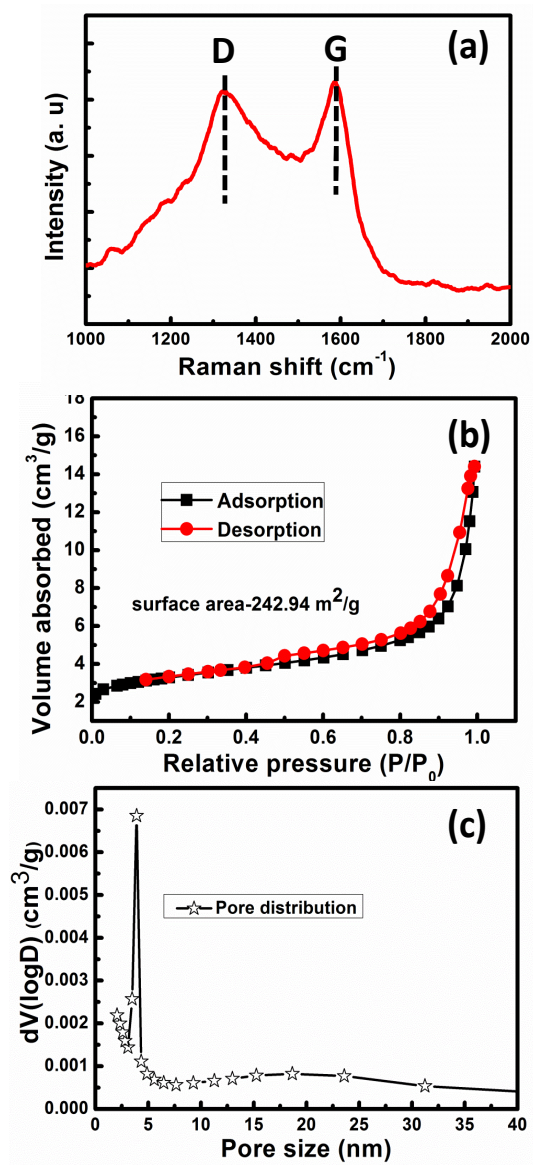 D
G
(a)
Intensity (a. u)
1000 1200 1400 1600 1800 2000
Raman shift (cm⁻¹)
(b)
18
16
14
12
10
8
6
4
2
Volume absorbed (cm³/g)
Adsorption
Desorption
surface area-242.94 m²/g
0.0 0.2 0.4 0.6 0.8 1.0
Relative pressure (P/P₀)
(c)
0.007
0.006
0.005
0.004
0.003
0.002
0.001
0.000
dV(logD) (cm³/g)
Pore distribution
0 5 10 15 20 25 30 35 40
Pore size (nm)